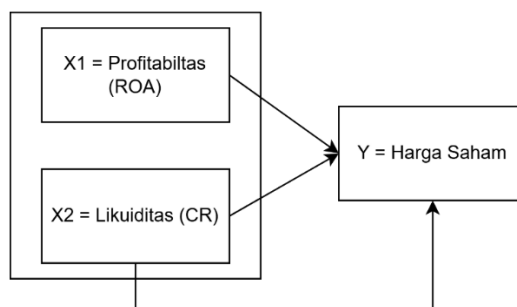 X1 = Profitabiltas
(ROA)
Y = Harga Saham
X2 = Likuiditas (CR)